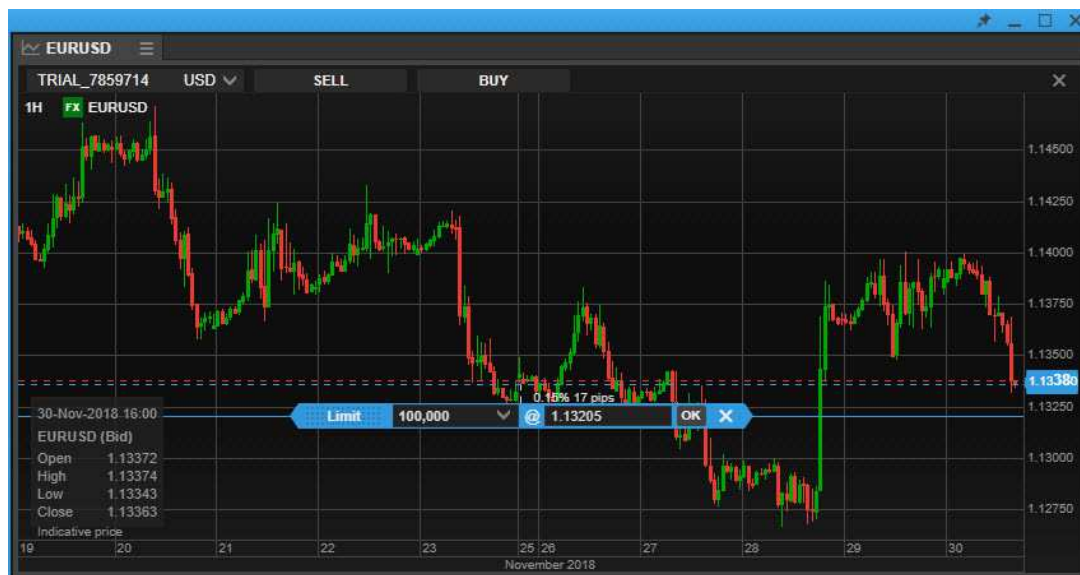 EURUSD
TRIAL_7859714 USD SELL BUY
1H FX EURUSD
1.14500
1.14250
1.14000
1.13750
1.13500
1.13380
0.15% 17 pips
1.13250
Limit 100,000 @ 1.13205 OK
30-Nov-2018 16:00
EURUSD (Bid)
Open 1.13372
High 1.13374
Low 1.13343
Close 1.13363
Indicative price
1.13000
1.12750
19 20 21 22 23 25 26 27 28 29 30
November 2018